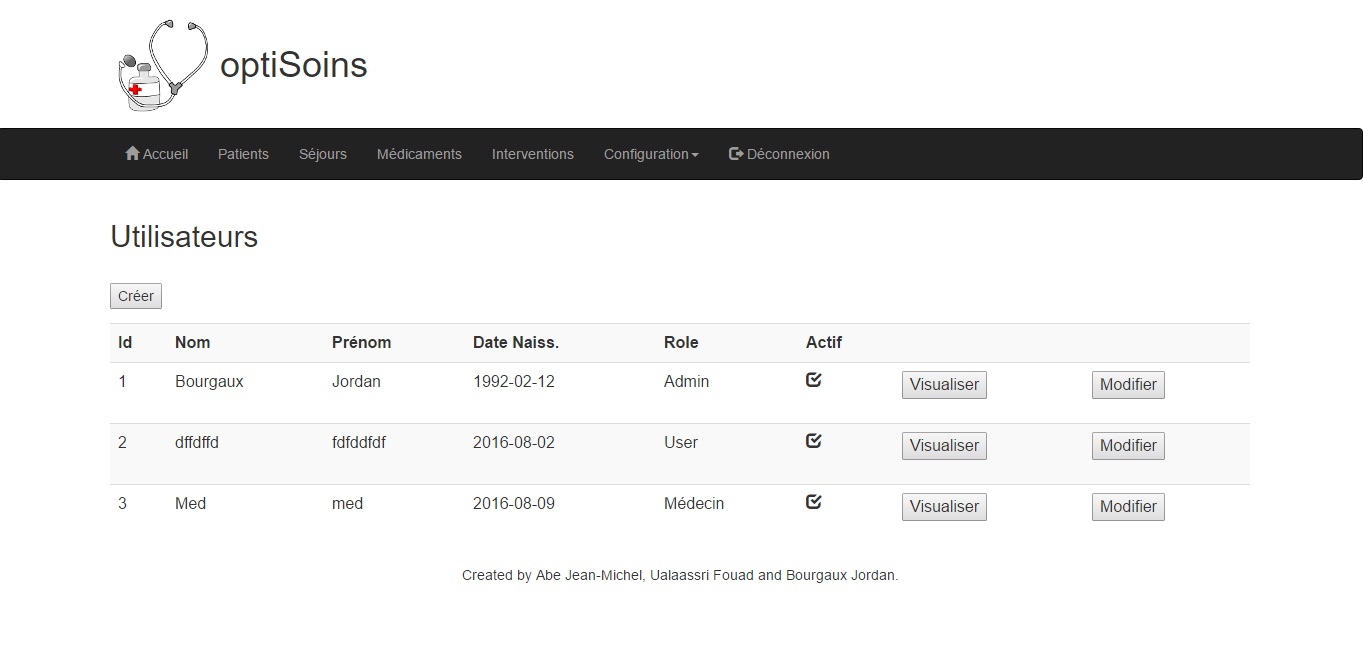 optiSoins
Accueil Patients Séjours Médicaments Interventions Configuration Déconnexion
Utilisateurs
Créer
Id Nom Prénom Date Naiss. Role Actif
1 Bourgaux Jordan 1992-02-12 Admin Visualiser Modifier
2 dffdffd fdfddfdf 2016-08-02 User Visualiser Modifier
3 Med med 2016-08-09 Médecin Visualiser Modifier
Created by Abe Jean-Michel, Ualaassri Fouad and Bourgaux Jordan.